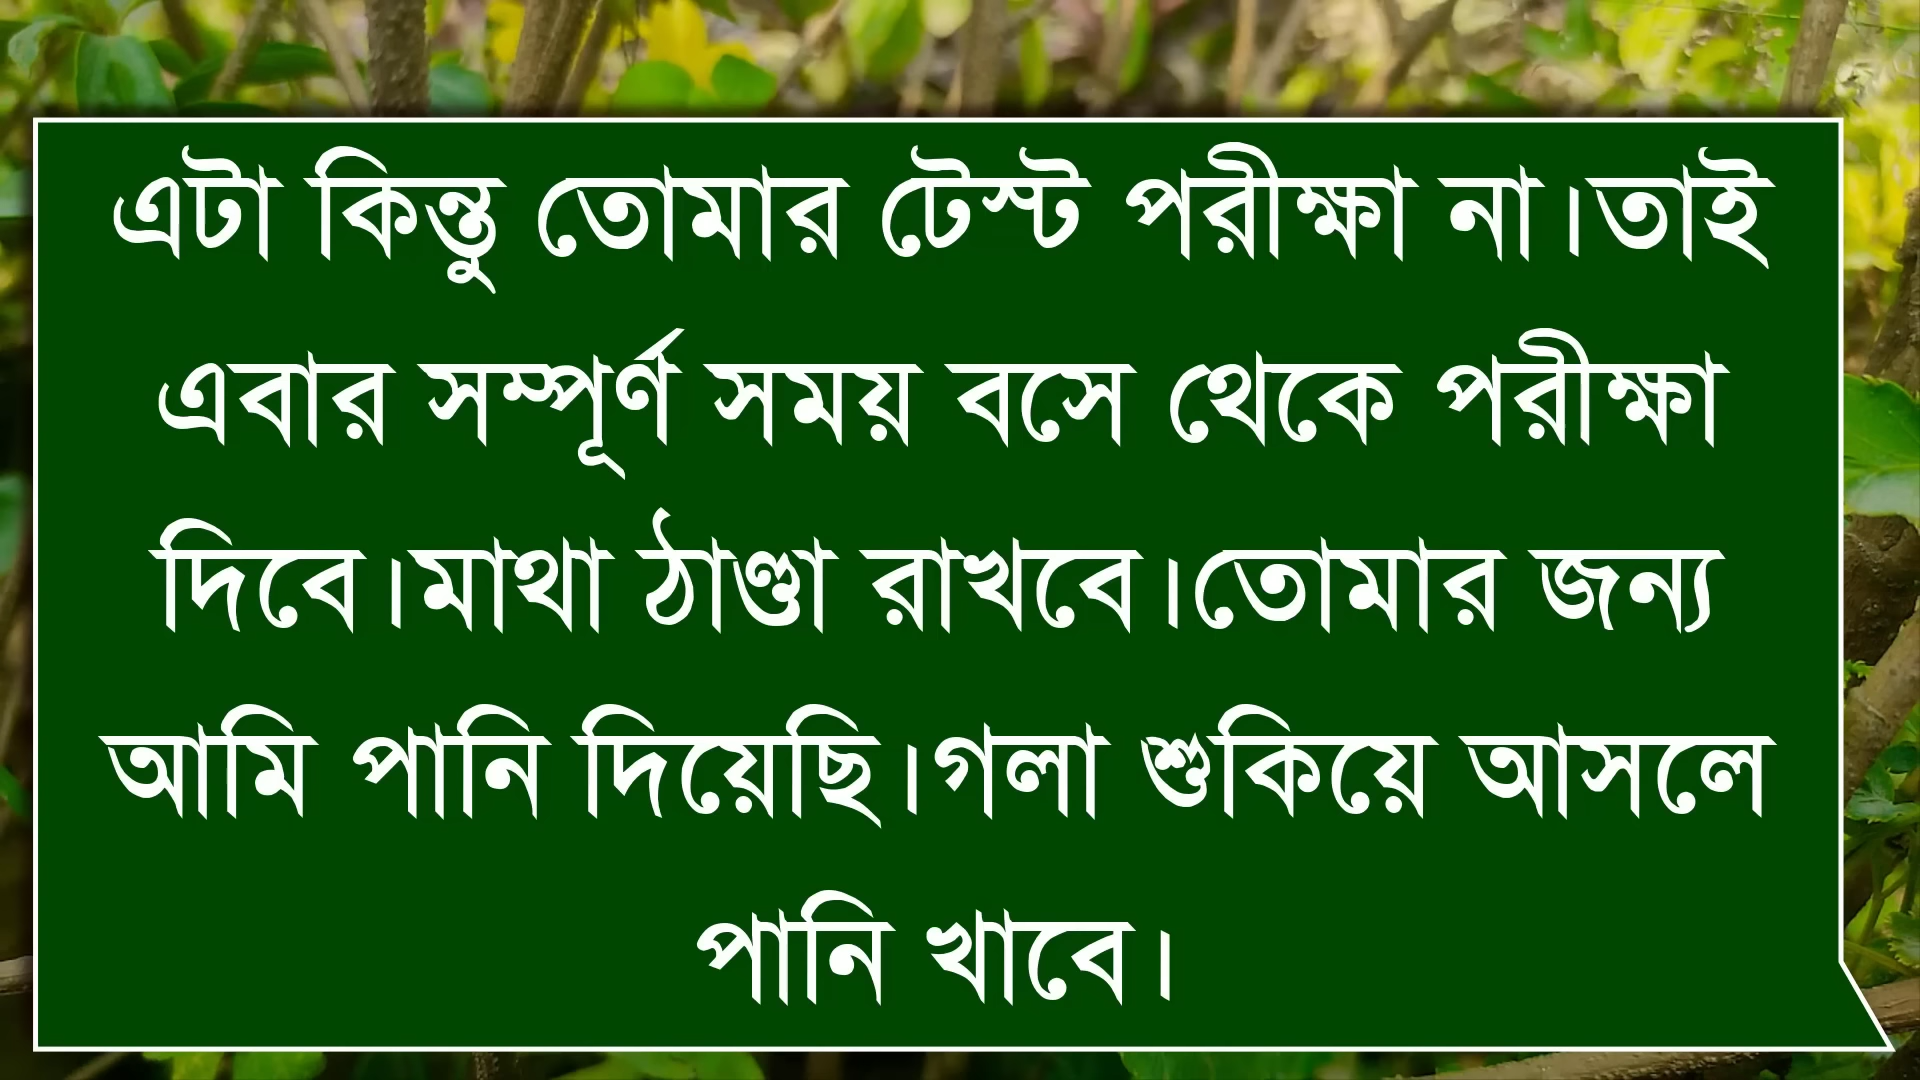 এটা কিন্তু তোমার টেস্ট পরীক্ষা না।তাই
এবার সম্পূর্ণ সময় বসে থেকে পরীক্ষা
দিবে।মাথা ঠাণ্ডা রাখবে।তোমার জন্য
আমি পানি দিয়েছি।গলা শুকিয়ে আসলে
পানি খাবে।